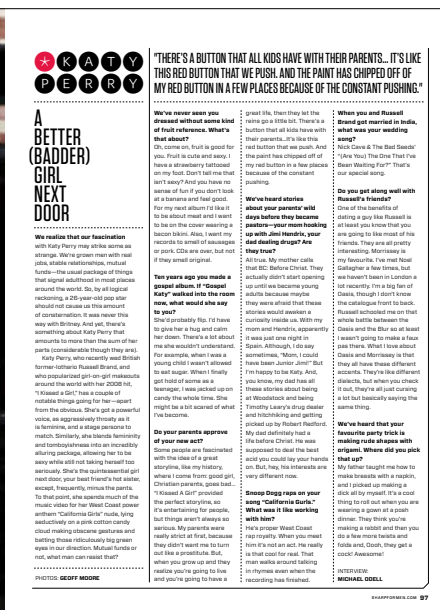 KATY
PERRY
"THERE'S A BUTTON THAT ALL KIDS HAVE WITH THEIR PARENTS... IT'S LIKE
THIS RED BUTTON THAT WE PUSH. AND THE PAINT HAS CHIPPED OFF OF
MY RED BUTTON IN A FEW PLACES BECAUSE OF THE CONSTANT PUSHING."
A
BETTER
(BADDER)
GIRL
NEXT
DOOR
We realize that our fascination
with Katy Perry may strike some as
strange. We're grown men with real
jobs, stable relationships, mutual
funds—the usual package of things
that signal adulthood in most places
around the world. So, by all logical
reckoning, a 26-year-old pop star
should not cause us this amount
of consternation. It was never this
way with Britney. And yet, there's
something about Katy Perry that
amounts to more than the sum of her
parts (considerable though they are).
Katy Perry, who recently wed British
former-lothario Russell Brand, and
who popularized girl-on-girl makeouts
around the world with her 2008 hit,
"I Kissed a Girl," has a couple of
notable things going for her—apart
from the obvious. She's got a powerful
voice, as aggressively throaty as it
is feminine, and a stage persona to
match. Similarly, she blends femininity
and tomboyishness into an incredibly
alluring package, allowing her to be
sexy while still not taking herself too
seriously. She's the quintessential girl
next door, your best friend's hot sister,
except, frequently, minus the pants.
To that point, she spends much of the
music video for her West Coast power
anthem "California Gurls" nude, lying
seductively on a pink cotton candy
cloud making obscene gestures and
batting those ridiculously big green
eyes in our direction. Mutual funds or
not, what man can resist that?
PHOTOS: GEOFF MOORE
We've never seen you
dressed without some kind
of fruit reference. What's
that about?
Oh, come on, fruit is good for
you. Fruit is cute and sexy. I
have a strawberry tattooed
on my foot. Don't tell me that
isn't sexy? And you have no
sense of fun if you don't look
at a banana and feel good.
For my next album I'd like it
to be about meat and I want
to be on the cover wearing a
bacon bikini. Also, I want my
records to smell of sausages
or pork. CDs are over, but not
if they smell original.
Ten years ago you made a
gospel album. If "Gospel
Katy" walked into the room
now, what would she say
to you?
She'd probably flip. I'd have
to give her a hug and calm
her down. There's a lot about
me she wouldn't understand.
For example, when I was a
young child I wasn't allowed
to eat sugar. When I finally
got hold of some as a
teenager, I was jacked up on
candy the whole time. She
might be a bit scared of what
I've become.
Do your parents approve
of your new act?
Some people are fascinated
with the idea of a great
storyline, like my history,
where I come from: good girl,
Christian parents, goes bad...
"I Kissed A Girl" provided
the perfect storyline, as
it's entertaining for people,
but things aren't always so
serious. My parents were
really strict at first, because
they didn't want me to turn
out like a prostitute. But,
when you grow up and they
realize you're going to live
and you're going to have a
great life, then they let the
reins go a little bit. There's a
button that all kids have with
their parents...It's like this
red button that we push. And
the paint has chipped off of
my red button in a few places
because of the constant
pushing.
We've heard stories
about your parents' wild
days before they became
pastors—your mom hooking
up with Jimi Hendrix, your
dad dealing drugs? Are
they true?
All true. My mother calls
that BC: Before Christ. They
actually didn't start opening
up until we became young
adults because maybe
they were afraid that these
stories would awaken a
curiosity inside us. With my
mom and Hendrix, apparently
it was just one night in
Spain. Although, I do say
sometimes, "Mom, I could
have been Junior Jimi!" But
I'm happy to be Katy. And,
you know, my dad has all
these stories about being
at Woodstock and being
Timothy Leary's drug dealer
and hitchhiking and getting
picked up by Robert Redford.
My dad definitely had a
life before Christ. He was
supposed to deal the best
acid you could lay your hands
on. But, hey, his interests are
very different now.
Snoop Dogg raps on your
song "California Gurls."
What was it like working
with him?
He's proper West Coast
rap royalty. When you meet
him it's not an act. He really
is that cool for real. That
man walks around talking
in rhymes even when the
recording has finished.
When you and Russell
Brand got married in India,
what was your wedding
song?
Nick Cave & The Bad Seeds'
"(Are You) The One That I've
Been Waiting For?" That's
our special song.
Do you get along well with
Russell's friends?
One of the benefits of
dating a guy like Russell is
at least you know that you
are going to like most of his
friends. They are all pretty
interesting. Morrissey is
my favourite. I've met Noel
Gallagher a few times, but
we haven't been in London a
lot recently. I'm a big fan of
Oasis, though I don't know
the catalogue front to back.
Russell schooled me on that
whole battle between the
Oasis and the Blur so at least
I wasn't going to make a faux
pas there. What I love about
Oasis and Morrissey is that
they all have these different
accents. They're like different
dialects, but when you check
it out, they're all just cursing
a lot but basically saying the
same thing.
We've heard that your
favourite party trick is
making rude shapes with
origami. Where did you pick
that up?
My father taught me how to
make breasts with a napkin,
and I picked up making a
dick all by myself. It's a cool
thing to roll out when you are
wearing a gown at a posh
dinner. They think you're
making a rabbit and then you
do a few more twists and
folds and, Oooh, they get a
cock! Awesome!
INTERVIEW:
MICHAEL ODELL
SHARPFORMEN.COM 97